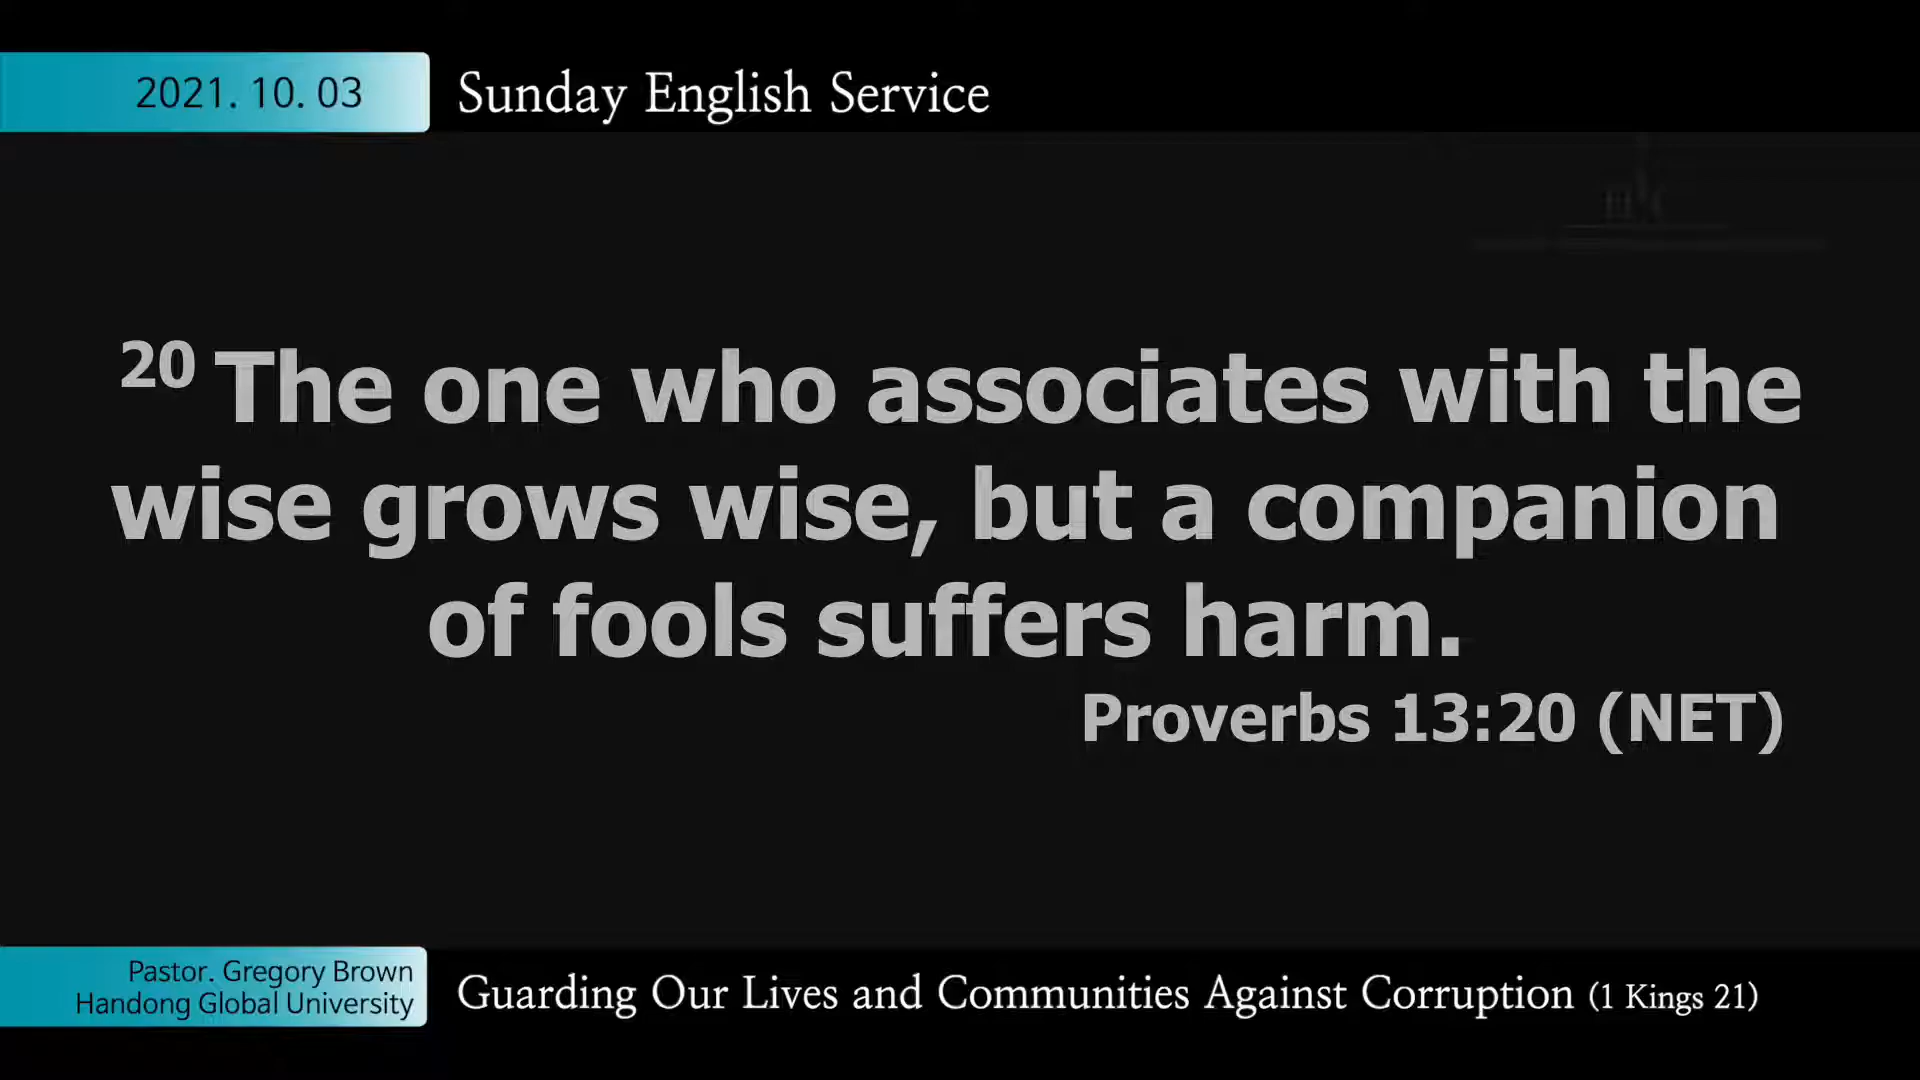 2021. 10. 03
Sunday English Service
20 The one who associates with the
wise grows wise, but a companion
of fools suffers harm.
Proverbs 13:20 (NET)
Pastor. Gregory Brown
Handong Global University
Guarding Our Lives and Communities Against Corruption (1 Kings 21)